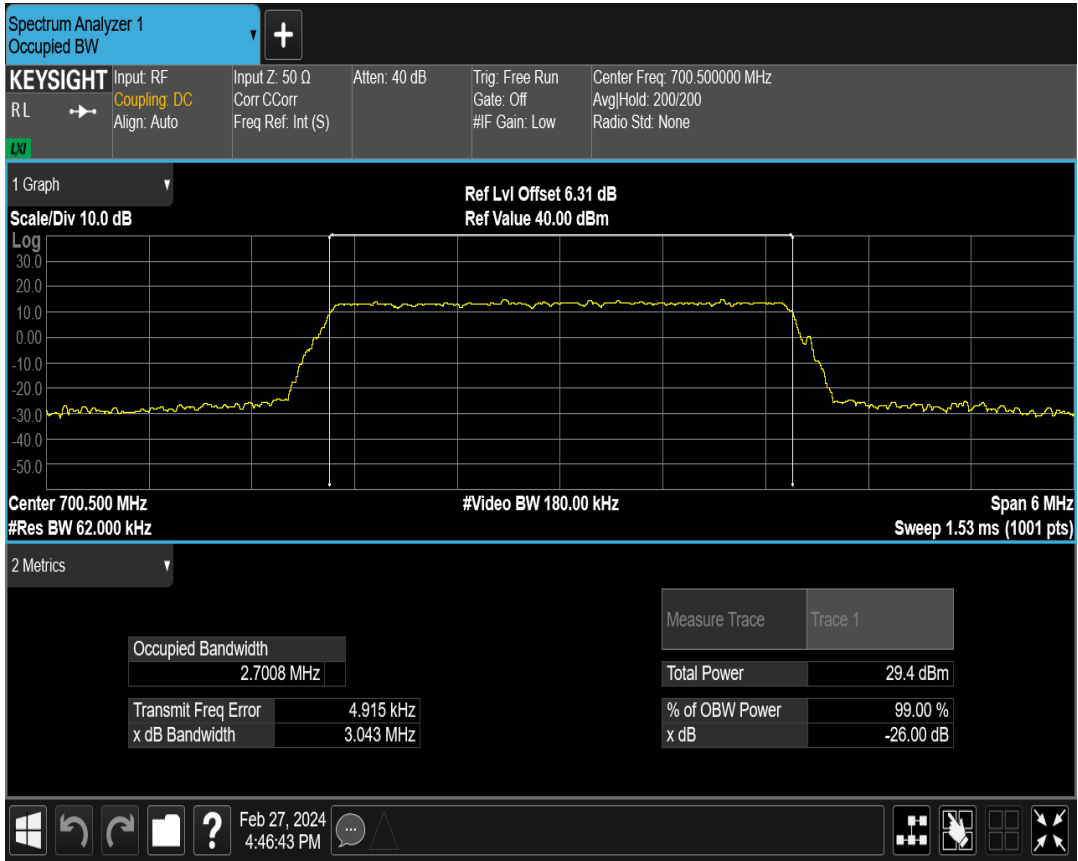 Spectrum Analyzer 1
Occupied BW
KEYSIGHT
R L
LXI
Input: RF
Coupling: DC
Align: Auto
Input Z: 50 Ω
Corr CCorr
Freq Ref: Int (S)
Atten: 40 dB
Trig: Free Run
Gate: Off
#IF Gain: Low
Center Freq: 700.500000 MHz
Avg|Hold: 200/200
Radio Std: None
1 Graph
Scale/Div 10.0 dB
Ref Lvl Offset 6.31 dB
Ref Value 40.00 dBm
Log
30.0
20.0
10.0
0.00
-10.0
-20.0
-30.0
-40.0
-50.0
Center 700.500 MHz
#Video BW 180.00 kHz
Span 6 MHz
#Res BW 62.000 kHz
Sweep 1.53 ms (1001 pts)
2 Metrics
Measure Trace Trace 1
Occupied Bandwidth
2.7008 MHz
Total Power 29.4 dBm
Transmit Freq Error 4.915 kHz
% of OBW Power 99.00 %
x dB Bandwidth 3.043 MHz
x dB -26.00 dB
?
Feb 27, 2024
4:46:43 PM